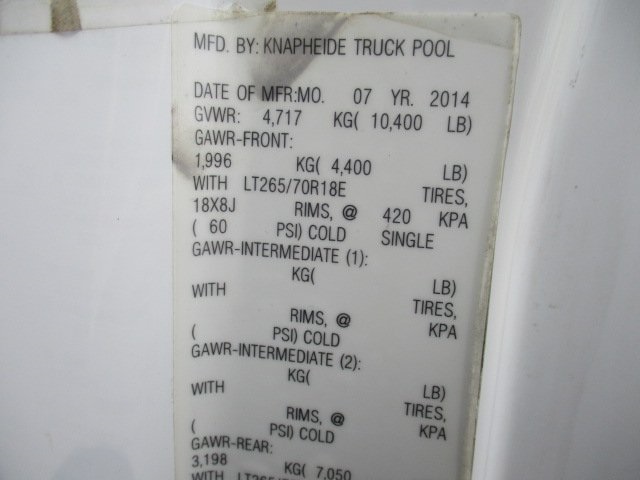 MFD. BY: KNAPHEIDE TRUCK POOL
DATE OF MFR:MO. 07 YR. 2014
GVWR: 4,717 KG( 10,400 LB)
GAWR-FRONT:
1,996 KG( 4,400 LB)
WITH LT265/70R18E TIRES,
18X8J RIMS, @ 420 KPA
( 60 PSI) COLD SINGLE
GAWR-INTERMEDIATE (1):
KG( LB)
WITH TIRES,
RIMS, @ KPA
( PSI) COLD
GAWR-INTERMEDIATE (2):
KG( LB)
WITH TIRES,
RIMS, @ KPA
( PSI) COLD
GAWR-REAR:
3,198 KG( 7,050
WITH